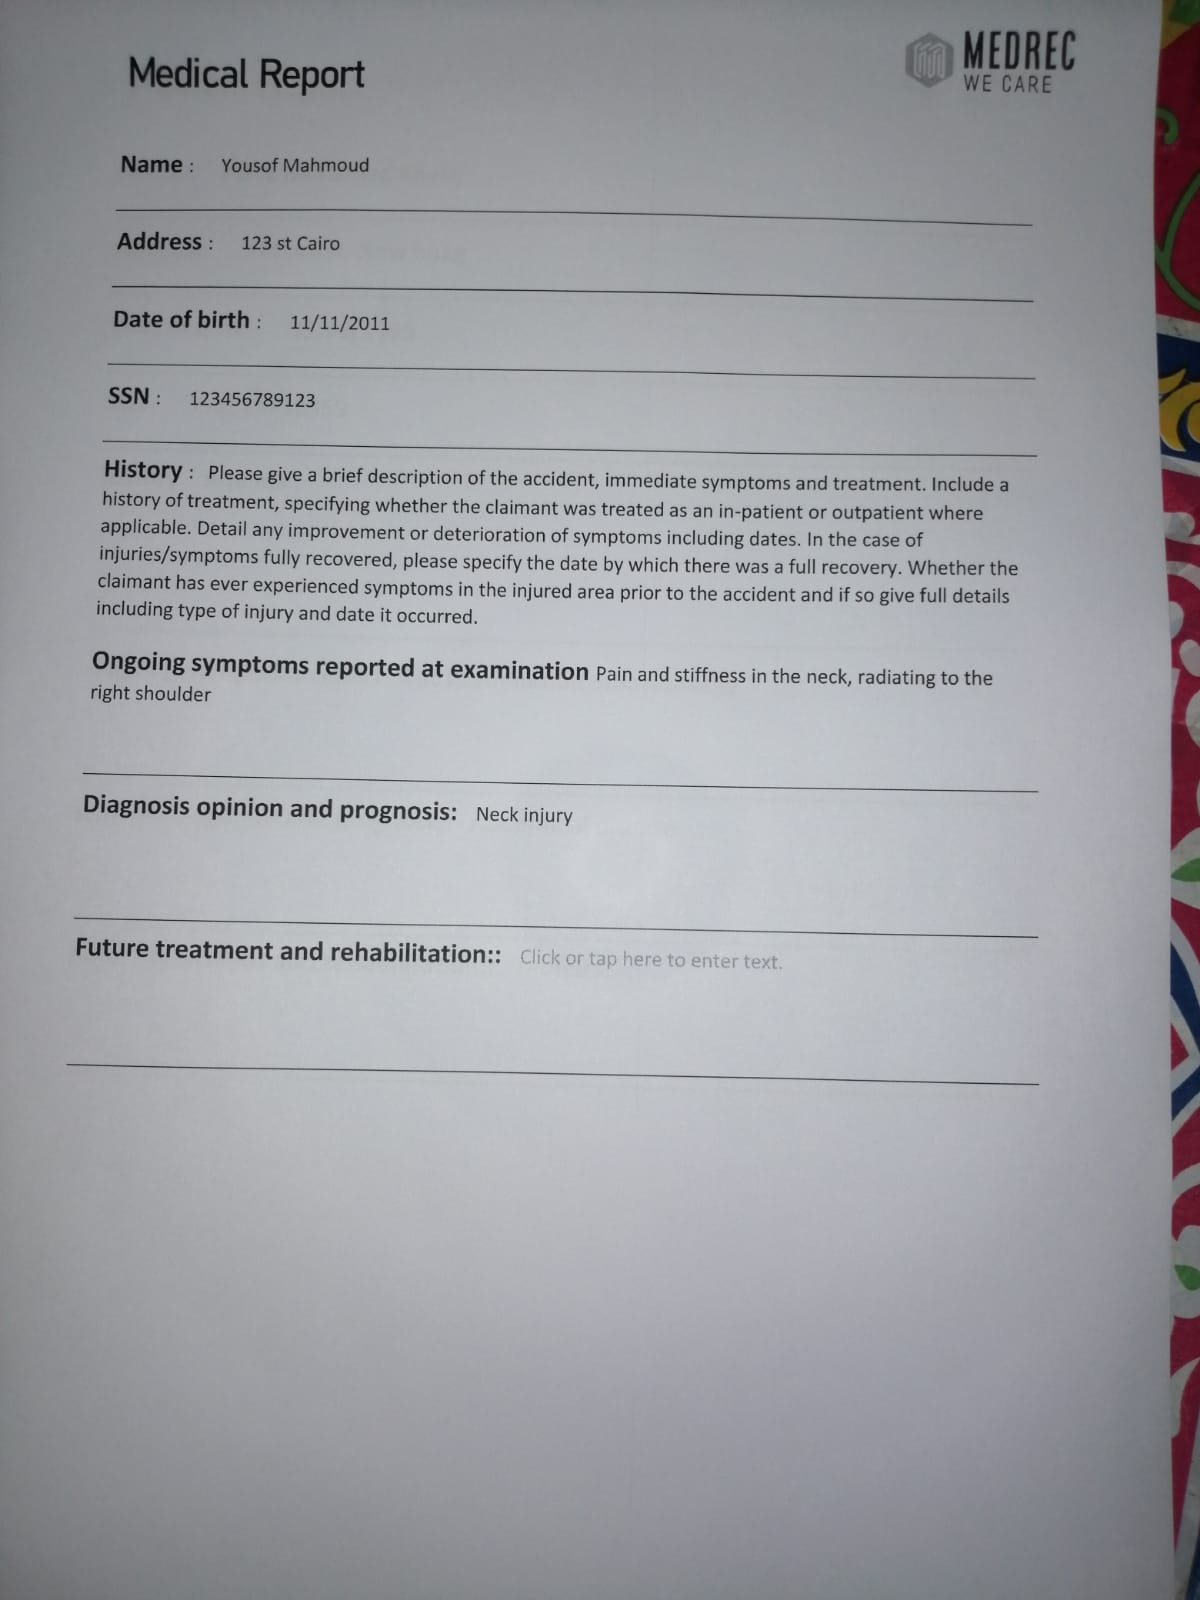 Medical Report
MEDREC
WE CARE
Name : Yousof Mahmoud
Address : 123 st Cairo
Date of birth : 11/11/2011
SSN : 123456789123
History : Please give a brief description of the accident, immediate symptoms and treatment. Include a
history of treatment, specifying whether the claimant was treated as an in-patient or outpatient where
applicable. Detail any improvement or deterioration of symptoms including dates. In the case of
injuries/symptoms fully recovered, please specify the date by which there was a full recovery. Whether the
claimant has ever experienced symptoms in the injured area prior to the accident and if so give full details
including type of injury and date it occurred.
Ongoing symptoms reported at examination Pain and stiffness in the neck, radiating to the
right shoulder
Diagnosis opinion and prognosis: Neck injury
Future treatment and rehabilitation:: Click or tap here to enter text.